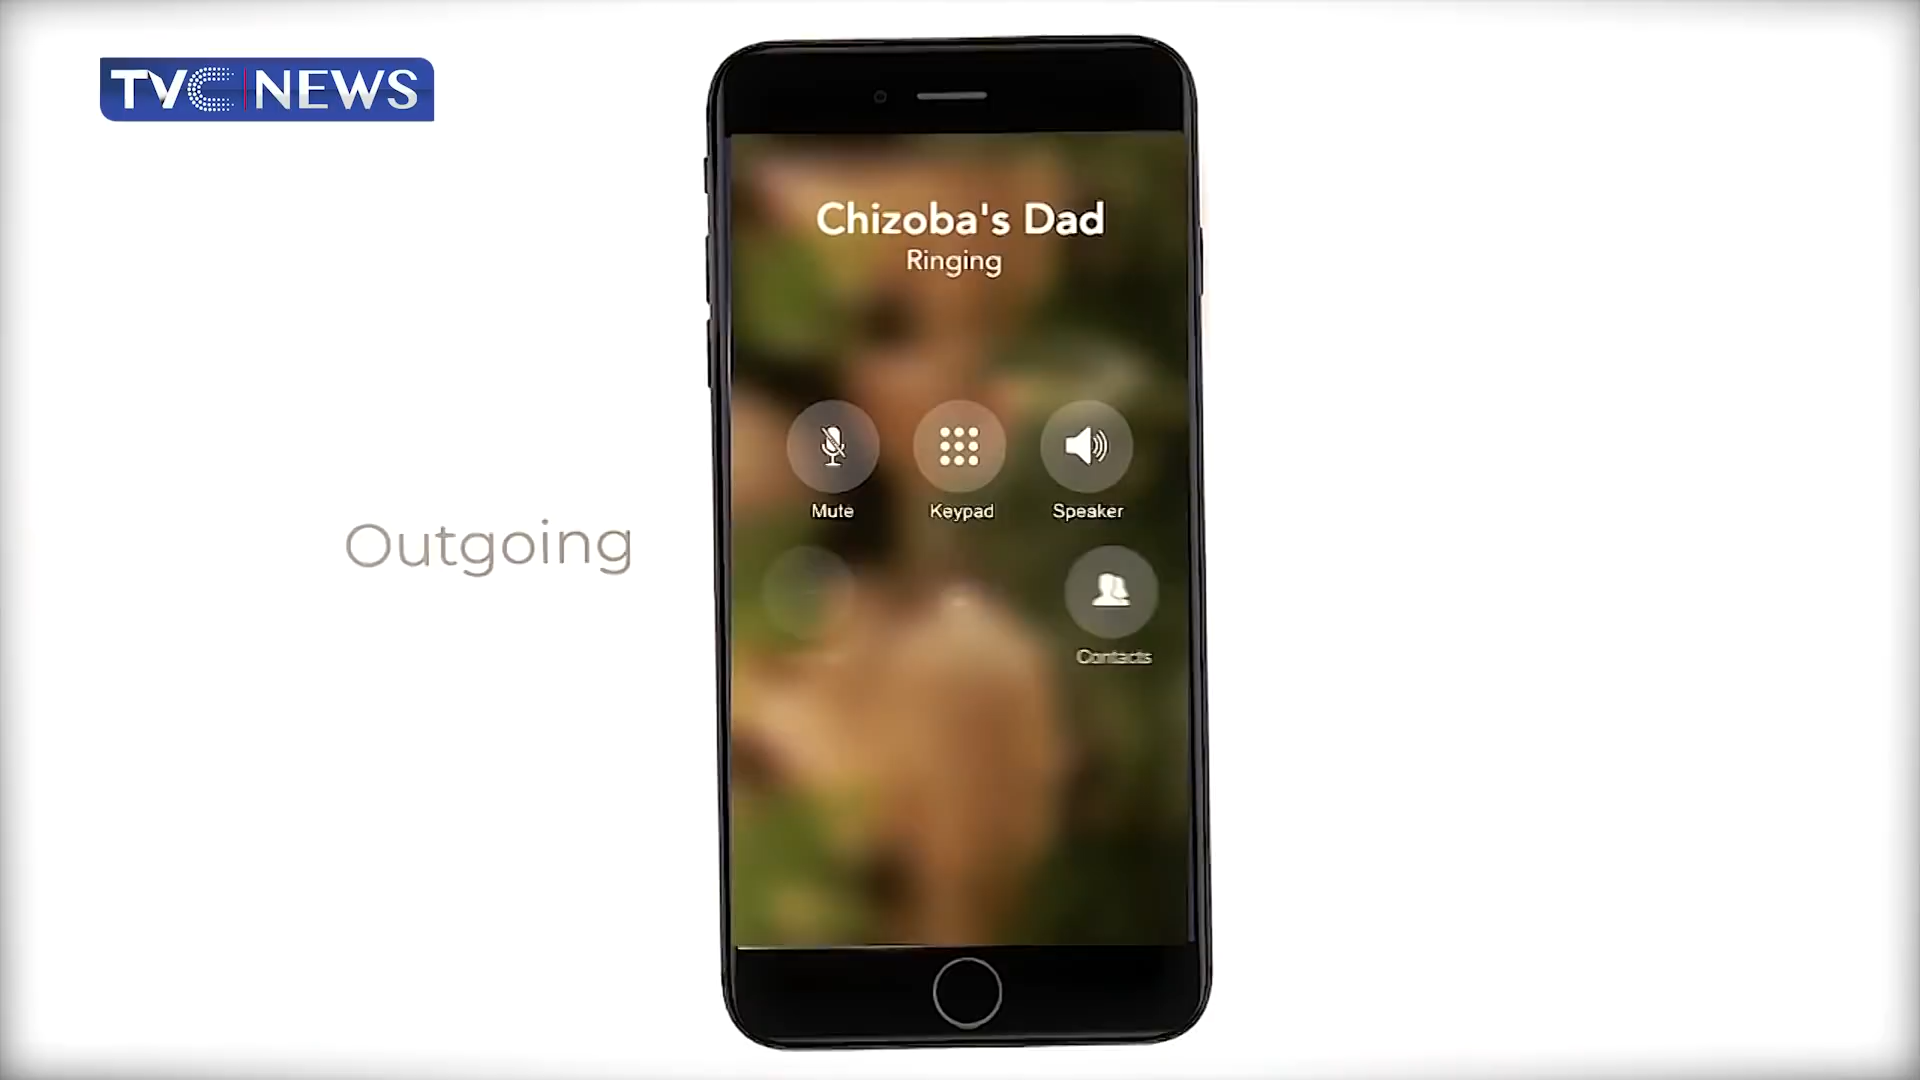 TVC NEWS
Chizoba's Dad
Ringing
Mute
Keypad
Speaker
Outgoing
Contacts